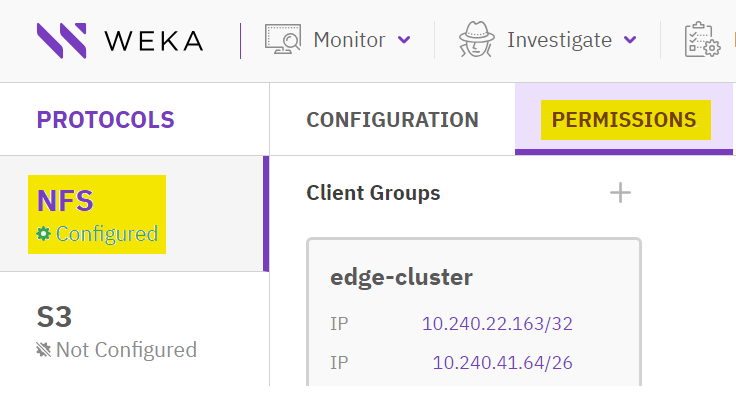 WEKA
Monitor
Investigate
PROTOCOLS
CONFIGURATION
PERMISSIONS
NFS
Configured
S3
Not Configured
Client Groups
edge-cluster
IP 10.240.22.163/32
IP 10.240.41.64/26